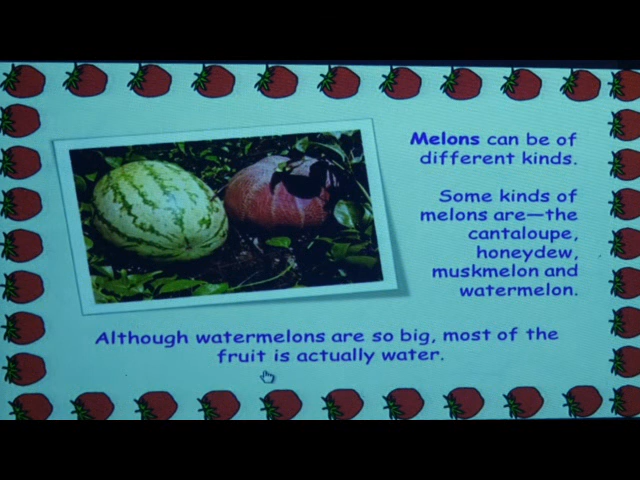 Melons can be of
different kinds.
Some kinds of
melons are—the
cantaloupe,
honeydew,
muskmelon and
watermelon.
Although watermelons are so big, most of the
fruit is actually water.